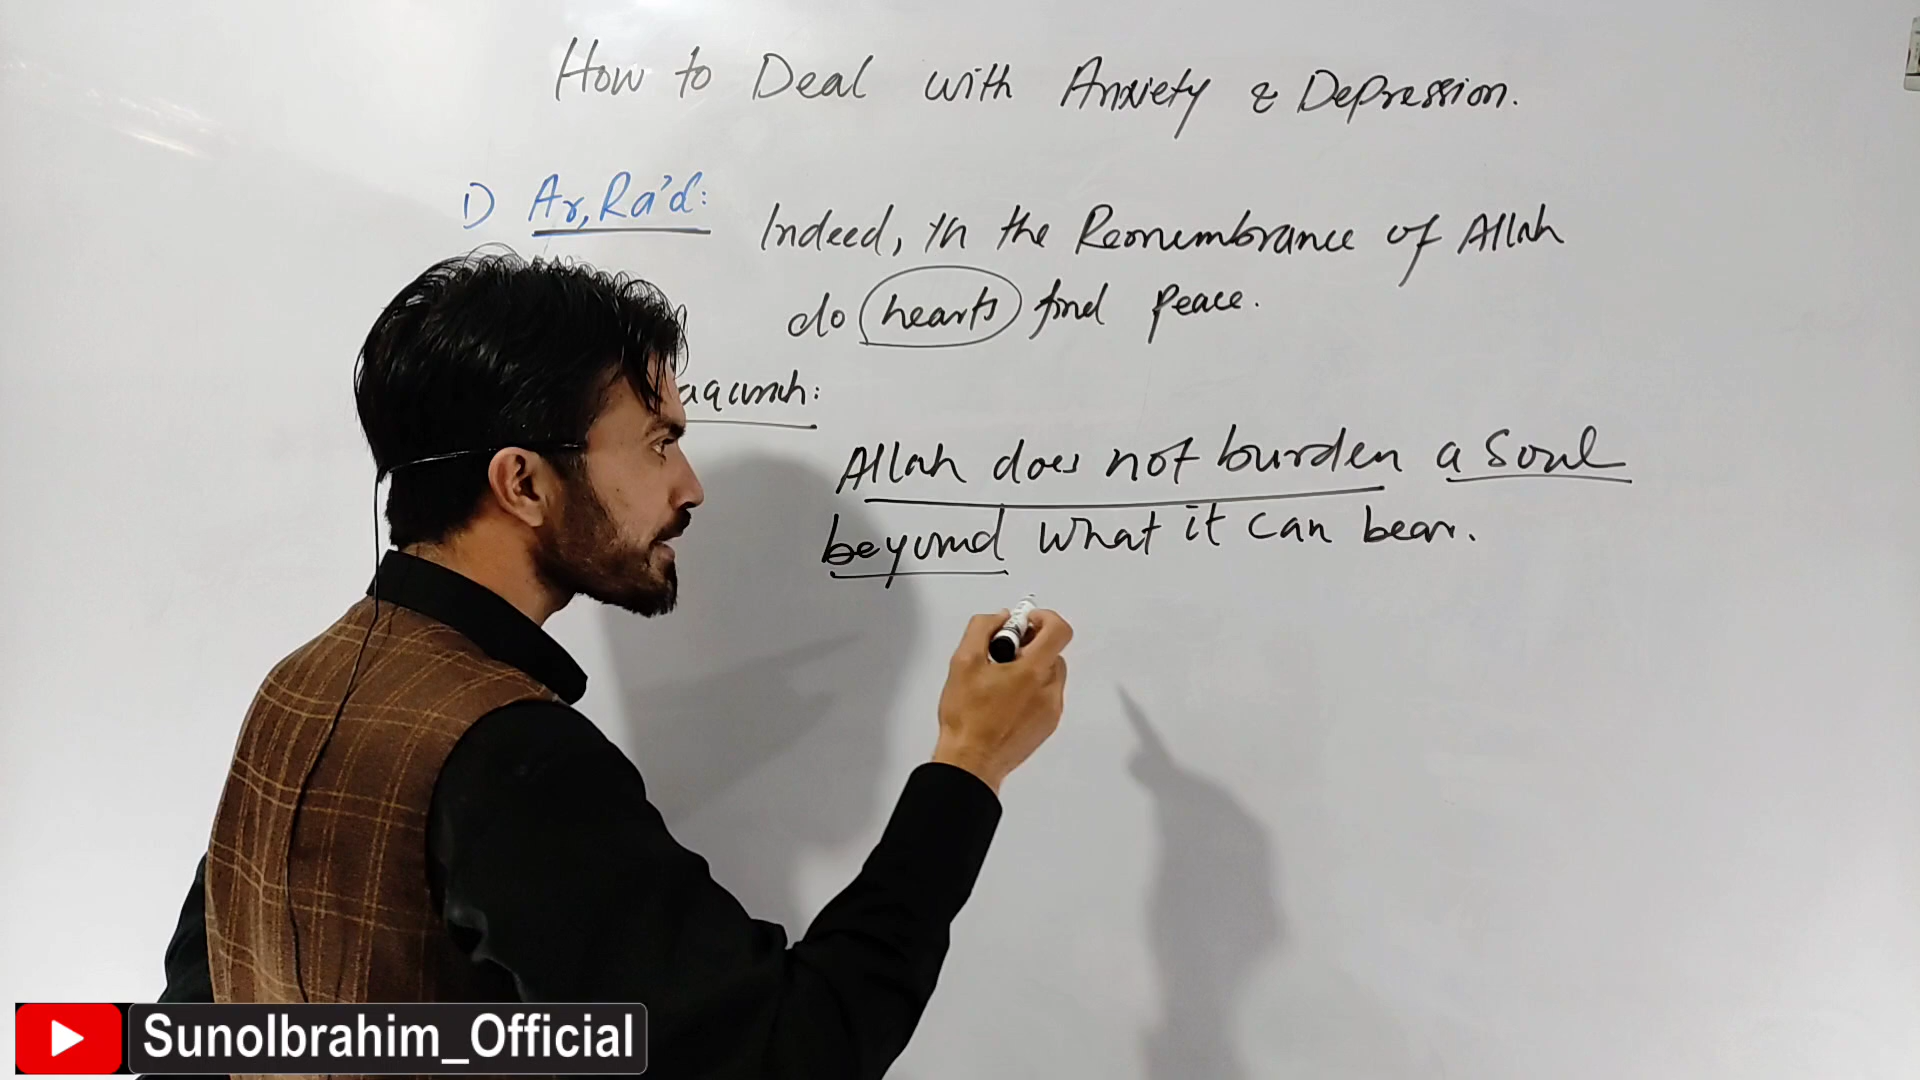 How to Deal with Anxiety & Depression.
1) Ar,Ra'd:
Indeed, in the Remembrance of Allah
do hearts find Peace.
Allah does not burden a Soul
beyond what it can bear.
SunoIbrahim_Official